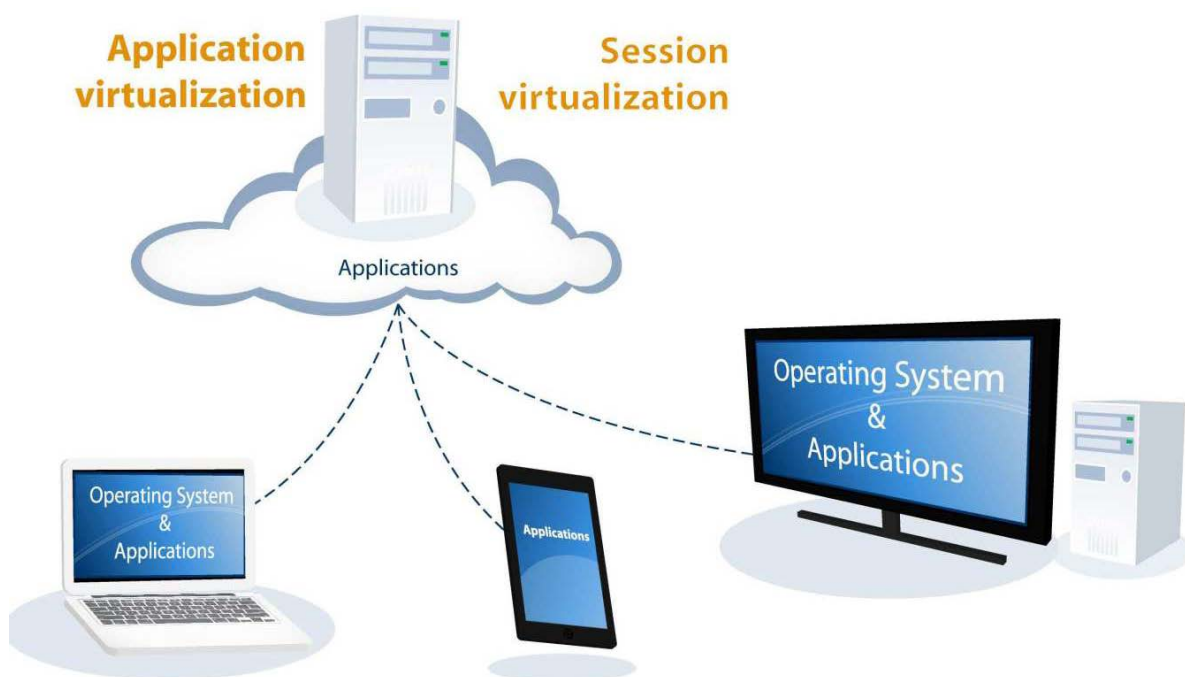 Application
virtualization
Session
virtualization
Applications
Operating System
&
Applications
Applications
Operating System
&
Applications